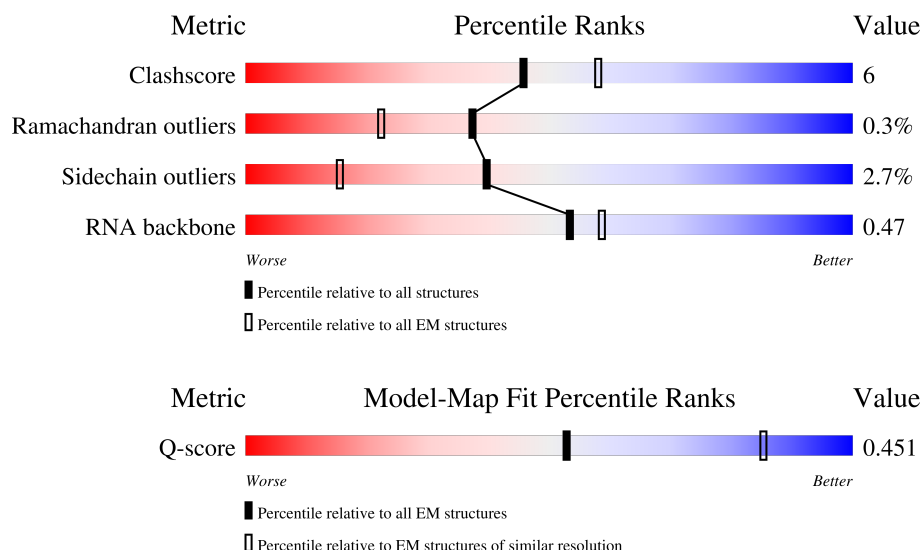 Metric Percentile Ranks Value
Clashscore 6
Ramachandran outliers 0.3%
Sidechain outliers 2.7%
RNA backbone 0.47
Worse Better
Percentile relative to all structures
Percentile relative to all EM structures
Metric Model-Map Fit Percentile Ranks Value
Q-score 0.451
Worse Better
Percentile relative to all EM structures
Percentile relative to EM structures of similar resolution